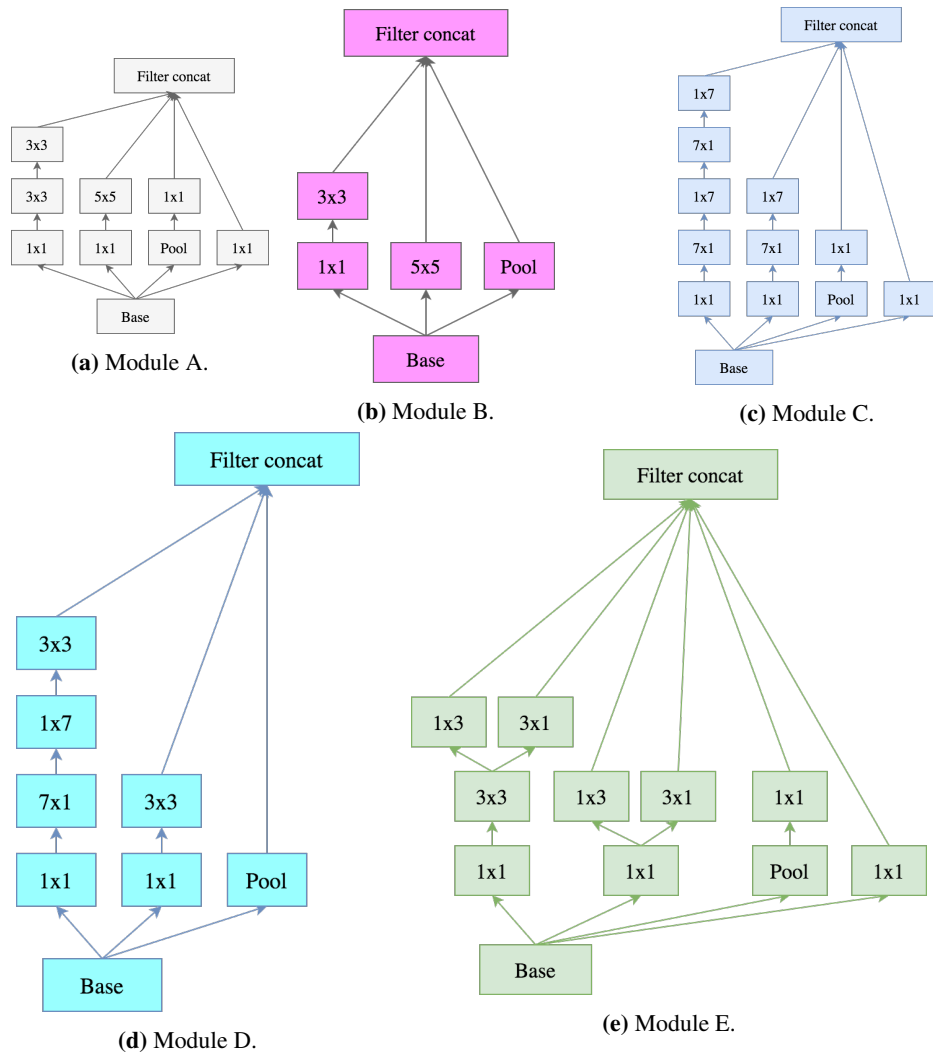 Filter concat
3x3
3x3 5x5 1x1
1x1 1x1 Pool 1x1
Base
(a) Module A.
Filter concat
3x3
1x1 5x5 Pool
Base
(b) Module B.
Filter concat
1x7
7x1
1x7 1x7
7x1 7x1 1x1
1x1 1x1 Pool 1x1
Base
(c) Module C.
Filter concat
3x3
1x7
7x1 3x3
1x1 1x1 Pool
Base
(d) Module D.
Filter concat
1x3 3x1
3x3 1x3 3x1 1x1
1x1 1x1 Pool 1x1
Base
(e) Module E.